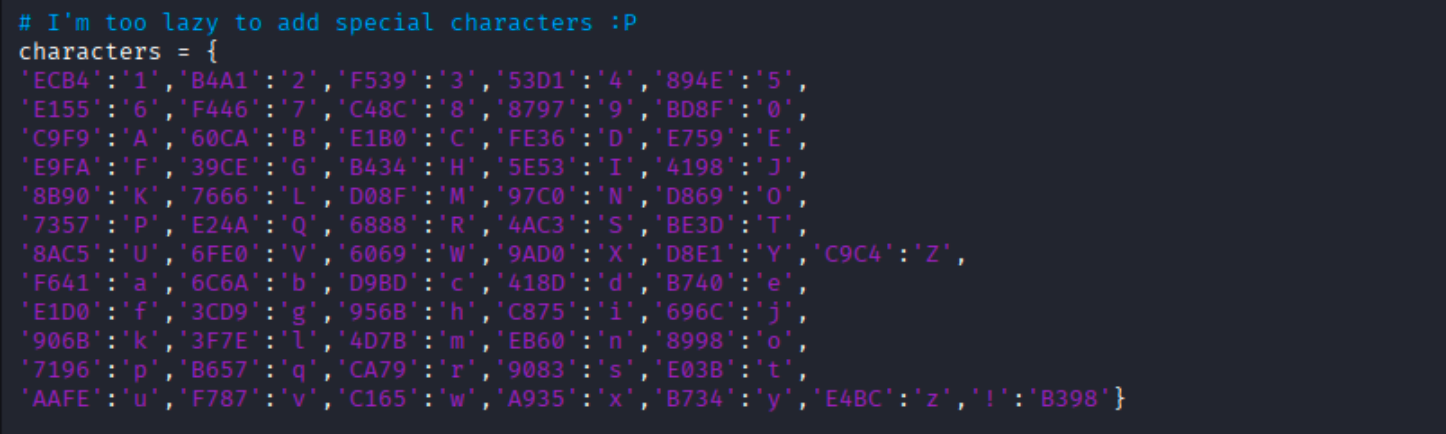 # I'm too lazy to add special characters :P
characters = {
'ECB4':'1','B4A1':'2','F539':'3','53D1':'4','894E':'5',
'E155':'6','F446':'7','C48C':'8','8797':'9','BD8F':'0',
'C9F9':'A','60CA':'B','E1B0':'C','FE36':'D','E759':'E',
'E9FA':'F','39CE':'G','B434':'H','5E53':'I','4198':'J',
'8B90':'K','7666':'L','D08F':'M','97C0':'N','D869':'O',
'7357':'P','E24A':'Q','6888':'R','4AC3':'S','BE3D':'T',
'8AC5':'U','6FE0':'V','6069':'W','9AD0':'X','D8E1':'Y','C9C4':'Z',
'F641':'a','6C6A':'b','D9BD':'c','418D':'d','B740':'e',
'E1D0':'f','3CD9':'g','956B':'h','C875':'i','696C':'j',
'906B':'k','3F7E':'l','4D7B':'m','EB60':'n','8998':'o',
'7196':'p','B657':'q','CA79':'r','9083':'s','E03B':'t',
'AAFE':'u','F787':'v','C165':'w','A935':'x','B734':'y','E4BC':'z','!':'B398'}